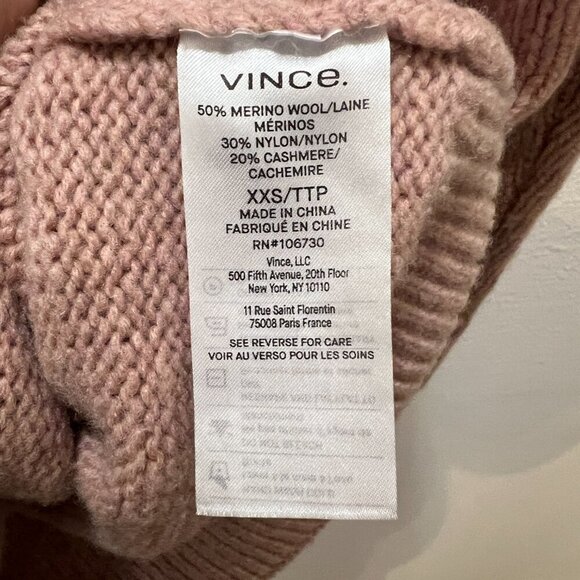 VINCe.
50% MERINO WOOL/LAINE
MÉRINOS
30% NYLON/NYLON
20% CASHMERE/
CACHEMIRE
XXS/TTP
MADE IN CHINA
FABRIQUÉ EN CHINE
RN#106730
Vince, LLC
500 Fifth Avenue, 20th Floor
New York, NY 10110
11 Rue Saint Florentin
75008 Paris France
SEE REVERSE FOR CARE
VOIR AU VERSO POUR LES SOINS